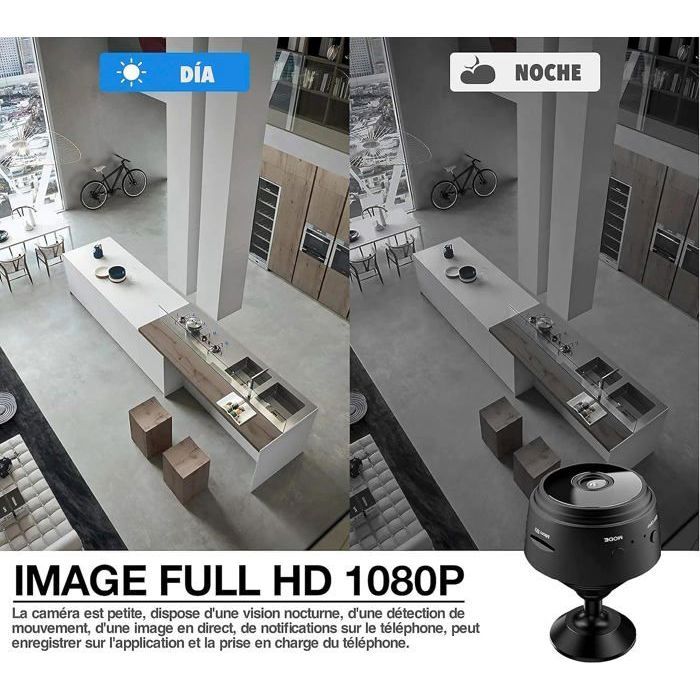 DÍA
NOCHE
IMAGE FULL HD 1080P
La caméra est petite, dispose d'une vision nocturne, d'une détection de
mouvement, d'une image en direct, de notifications sur le téléphone, peut
enregistrer sur l'application et la prise en charge du téléphone.
MODE